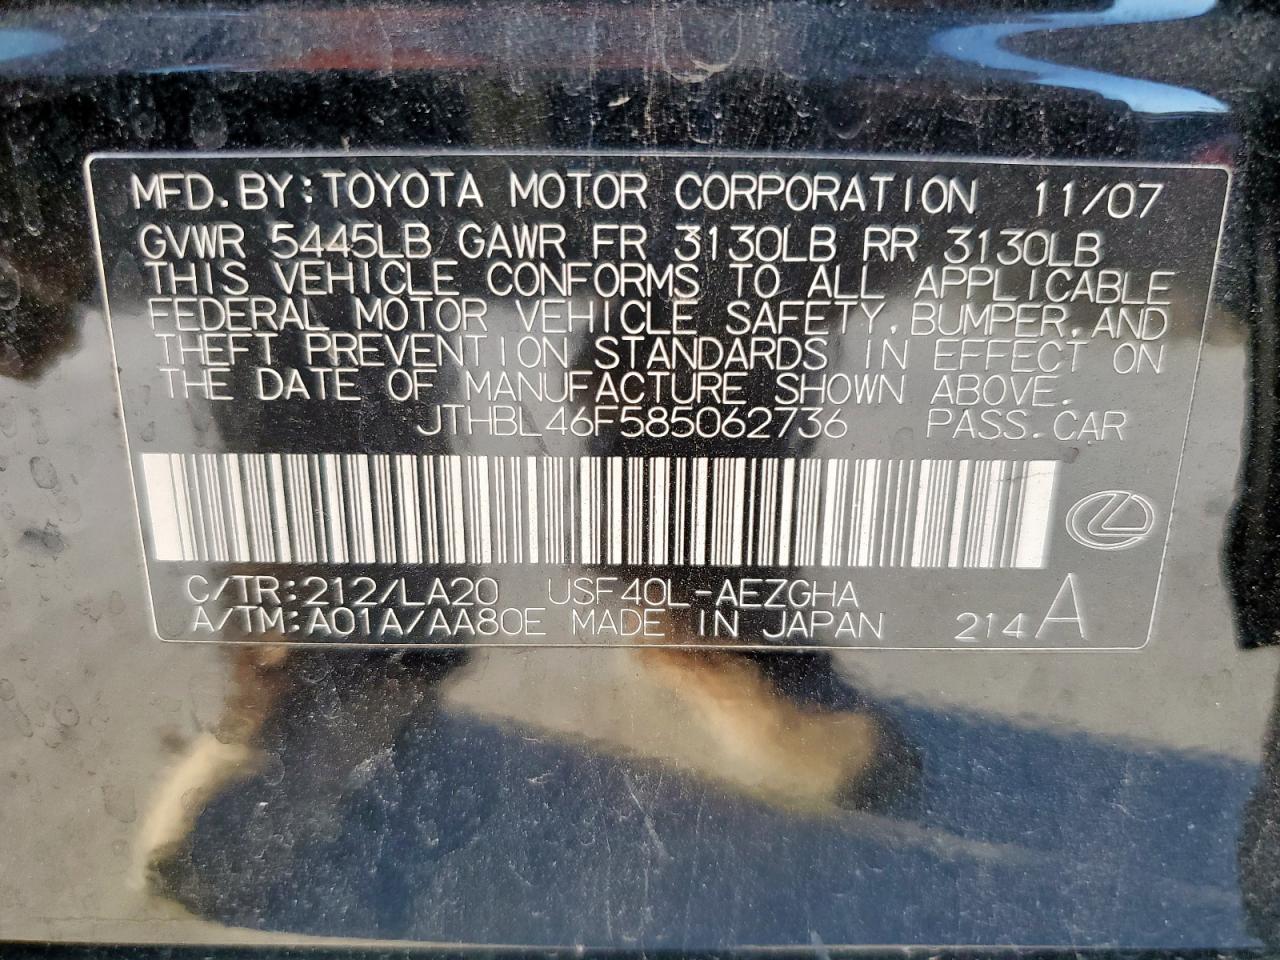 MFD.BY:TOYOTA MOTOR CORPORATION 11/07
GVWR 5445LB GAWR FR 3130LB RR 3130LB
THIS VEHICLE CONFORMS TO ALL APPLICABLE
FEDERAL MOTOR VEHICLE SAFETY,BUMPER,AND
THEFT PREVENTION STANDARDS IN EFFECT ON
THE DATE OF MANUFACTURE SHOWN ABOVE.
JTHBL46F585062736 PASS.CAR
C/TR:212/LA20 USF40L-AEZGHA
A/TM:A01A/AA80E MADE IN JAPAN 214 A